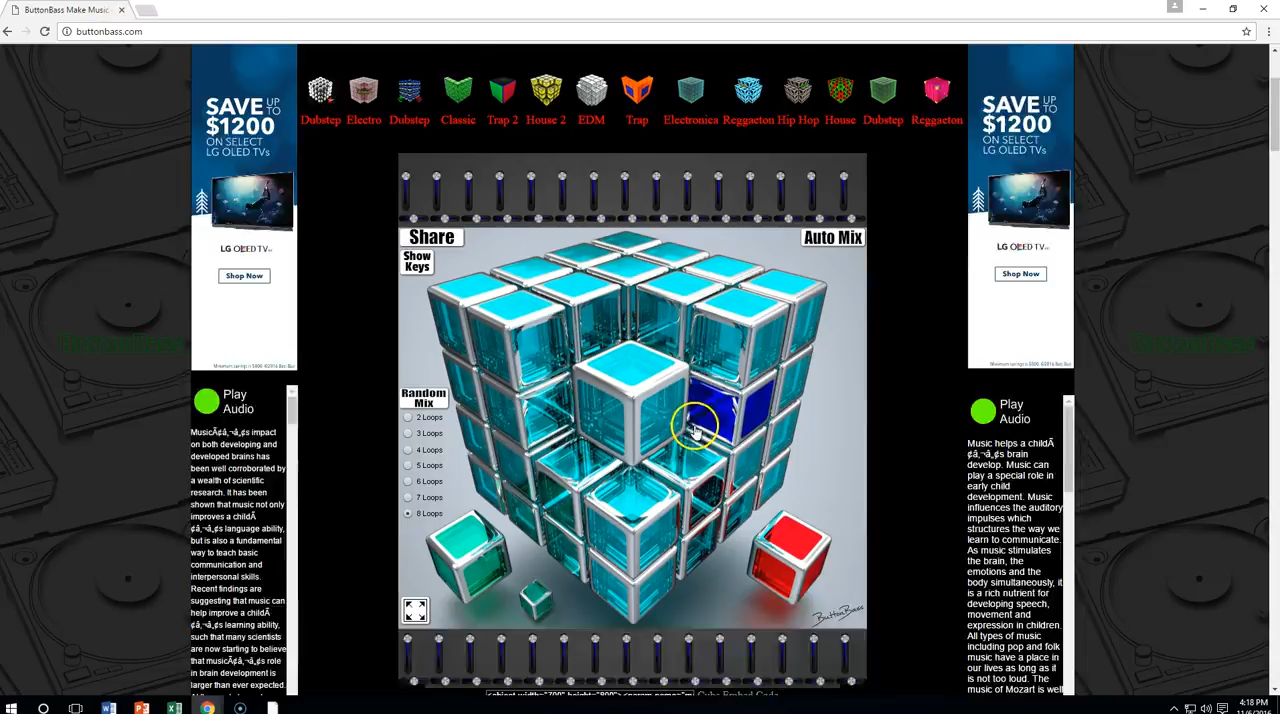 ButtonBass Make Music
buttonbass.com
SAVE UP TO
$1200
ON SELECT
LG OLED TVs
LG OLED TV
Shop Now
Dubstep
Electro
Dubstep
Classic
Trap 2
House 2
EDM
Trap
Electronica
Reggaeton
Hip Hop
House
Dubstep
Reggaeton
SAVE UP TO
$1200
ON SELECT
LG OLED TVs
LG OLED TV
Shop Now
Share
Auto Mix
Show
Keys
Random
Mix
2 Loops
3 Loops
4 Loops
5 Loops
6 Loops
7 Loops
8 Loops
ButtonBass
ButtonBass
ButtonBass
Play
Audio
MusicÃ¢â‚¬â„¢s impact
on both developing and
developed brains has
been well corroborated by
a wealth of scientific
research. It has been
shown that music not only
improves a childÃ
¢â‚¬â„¢s language ability,
but is also a fundamental
way to teach basic
communication and
interpersonal skills.
Recent findings are
suggesting that music can
help improve a childÃ
¢â‚¬â„¢s learning ability,
such that many scientists
are now starting to believe
that musicÃ¢â‚¬â„¢s role
in brain development is
larger than ever expected.
Play
Audio
Music helps a childÃ
¢â‚¬â„¢s brain
develop. Music can
play a special role in
early child
development. Music
influences the auditory
impulses which
structures the way we
learn to communicate.
As music stimulates
the brain, the
emotions and the
body simultaneously, it
is a rich nutrient for
developing speech,
movement and
expression in children.
All types of music
including pop and folk
music have a place in
our lives as long as it
is not too loud. The
music of Mozart is well
Cube Embed Code
4:18 PM
11/6/2016